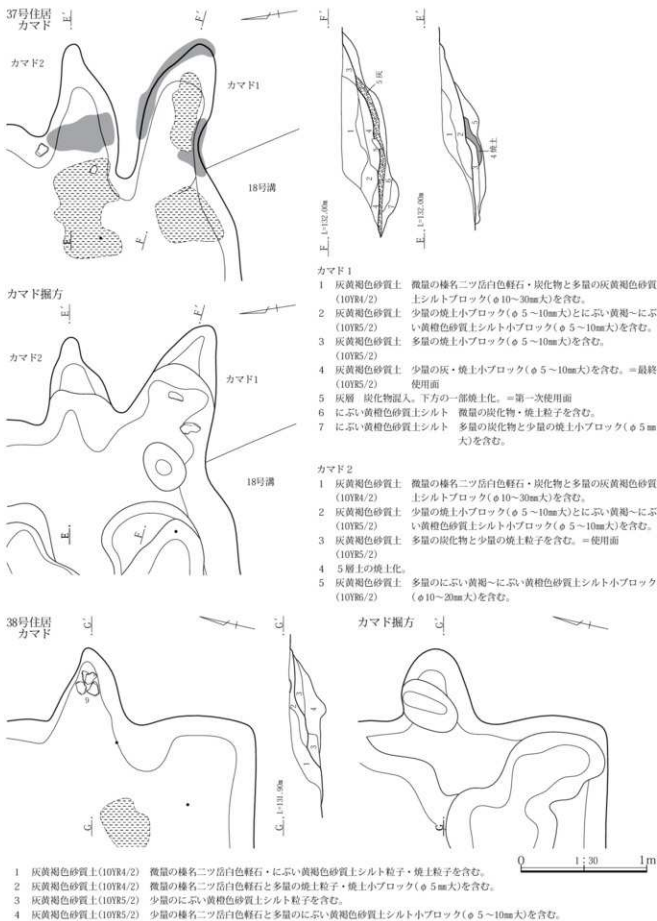 37号住居
カマド
E′
F′
カマド2
カマド1
18号溝
E
F
F′
E′
5 灰
3
1
4
2
4
6
7
1
2
5
3
4 焼土
F L=132.00m
E L=132.00m
カマド掘方
E′
F′
カマド2
カマド1
18号溝
E
F
カマド1
1 灰黄褐色砂質土 微量の榛名二ツ岳白色軽石・炭化物と多量の灰黄褐色砂質
(10YR4/2) 土シルトブロック(φ10～30㎜大)を含む。
2 灰黄褐色砂質土 少量の焼土小ブロック(φ5～10㎜大)とにぶい黄褐～にぶ
(10YR5/2) い黄橙色砂質土シルト小ブロック(φ5～10㎜大)を含む。
3 灰黄褐色砂質土 多量の焼土小ブロック(φ5～10㎜大)を含む。
(10YR5/2)
4 灰黄褐色砂質土 少量の灰・焼土小ブロック(φ5～10㎜大)を含む。＝最終
(10YR5/2) 使用面
5 灰層 炭化物混入。下方の一部焼土化。＝第一次使用面
6 にぶい黄橙色砂質土シルト 微量の炭化物・焼土粒子を含む。
7 にぶい黄橙色砂質土シルト 多量の炭化物と少量の焼土小ブロック(φ5㎜
大)を含む。
カマド2
1 灰黄褐色砂質土 微量の榛名二ツ岳白色軽石・炭化物と多量の灰黄褐色砂質
(10YR4/2) 土シルトブロック(φ10～30㎜大)を含む。
2 灰黄褐色砂質土 少量の焼土小ブロック(φ5～10㎜大)とにぶい黄褐～にぶ
(10YR5/2) い黄橙色砂質土シルト小ブロック(φ5～10㎜大)を含む。
3 灰黄褐色砂質土 多量の炭化物と少量の焼土粒子を含む。＝使用面
(10YR5/2)
4 5層土の焼土化。
5 灰黄褐色砂質土 多量のにぶい黄褐～にぶい黄橙色砂質土シルト小ブロック
(10YR6/2) (φ10～20㎜大)を含む。
38号住居
カマド
G′
9
G
G′
2
3
4
1
3
G L=131.90m
カマド掘方
G′
G
0 1：30 1m
1 灰黄褐色砂質土(10YR4/2) 微量の榛名二ツ岳白色軽石・にぶい黄褐色砂質土シルト粒子・焼土粒子を含む。
2 灰黄褐色砂質土(10YR4/2) 微量の榛名二ツ岳白色軽石と多量の焼土粒子・焼土小ブロック(φ5㎜大)を含む。
3 灰黄褐色砂質土(10YR5/2) 少量のにぶい黄橙色砂質土シルト粒子を含む。
4 灰黄褐色砂質土(10YR5/2) 少量の榛名二ツ岳白色軽石と多量のにぶい黄褐色砂質土シルト小ブロック(φ5～10㎜大)を含む。